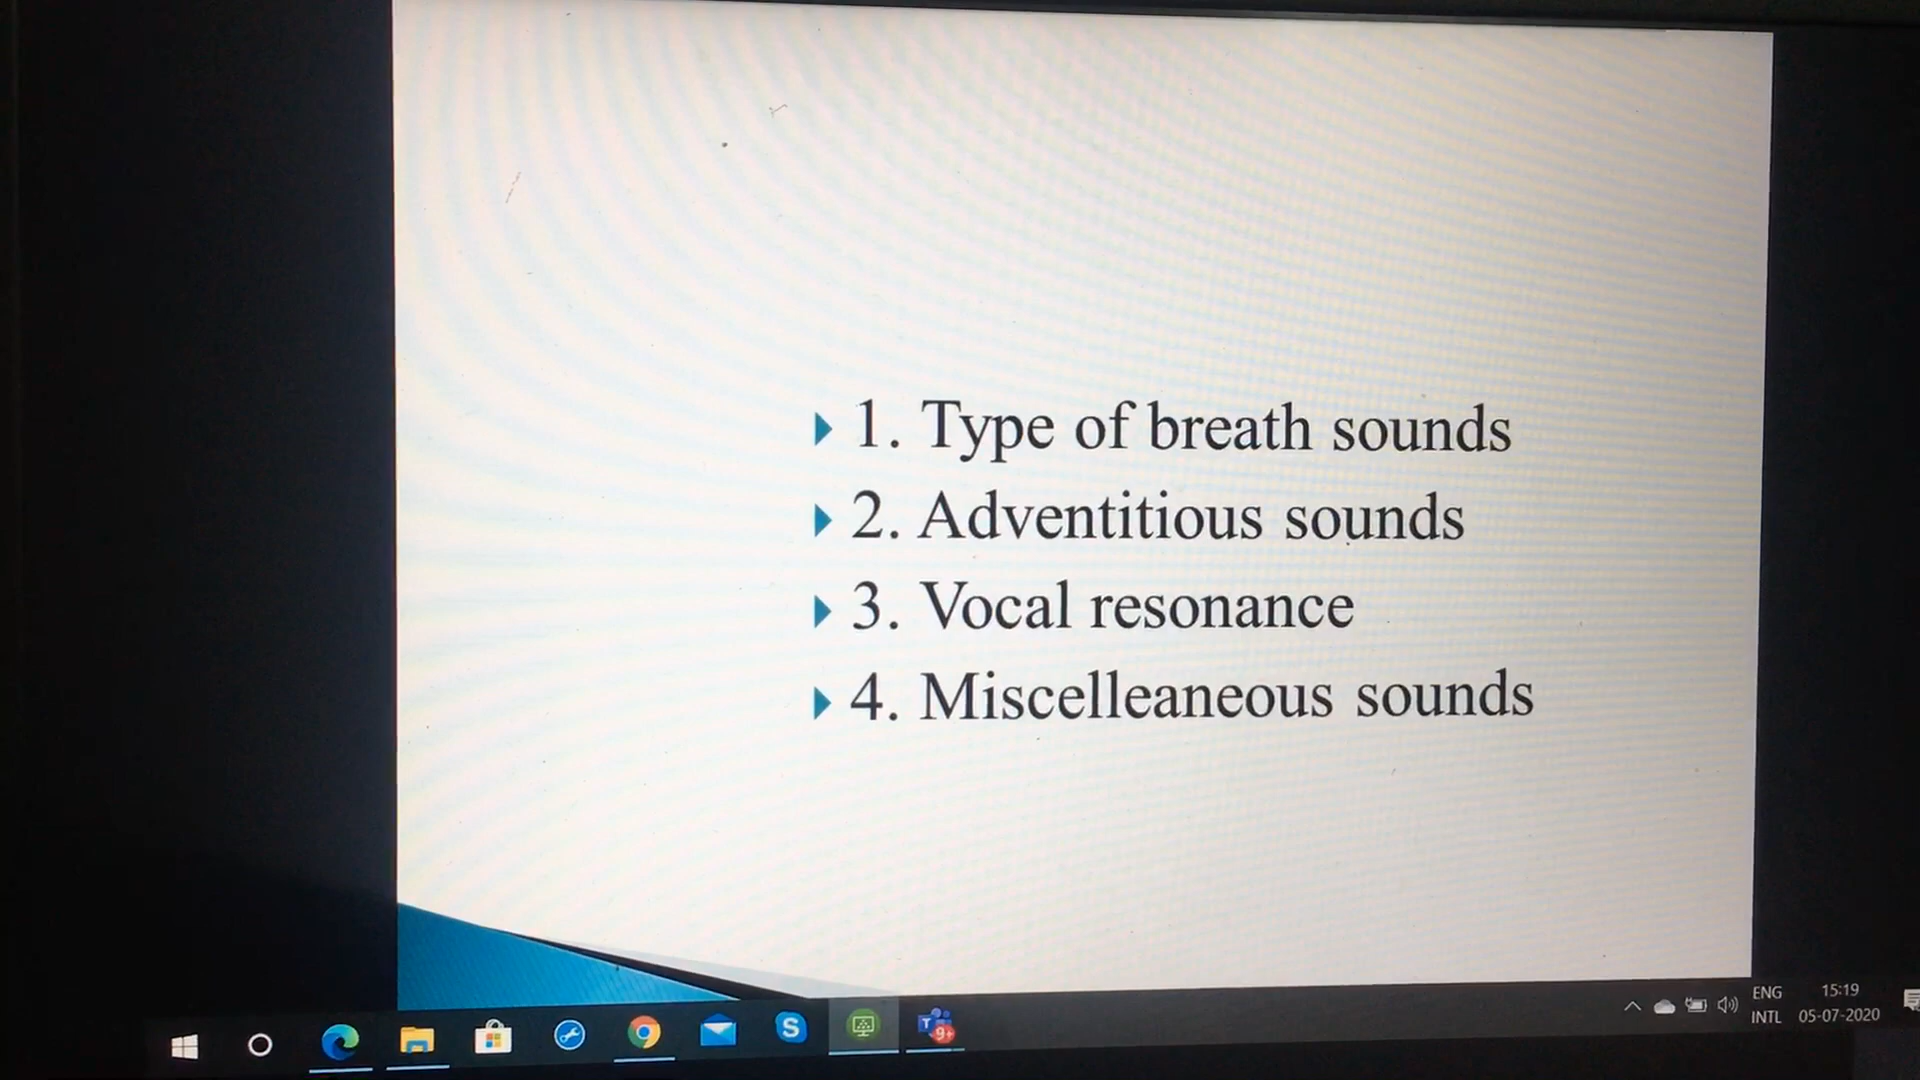 1. Type of breath sounds
2. Adventitious sounds
3. Vocal resonance
4. Miscelleaneous sounds
S
T
9+
ENG
INTL
15:19
05-07-2020